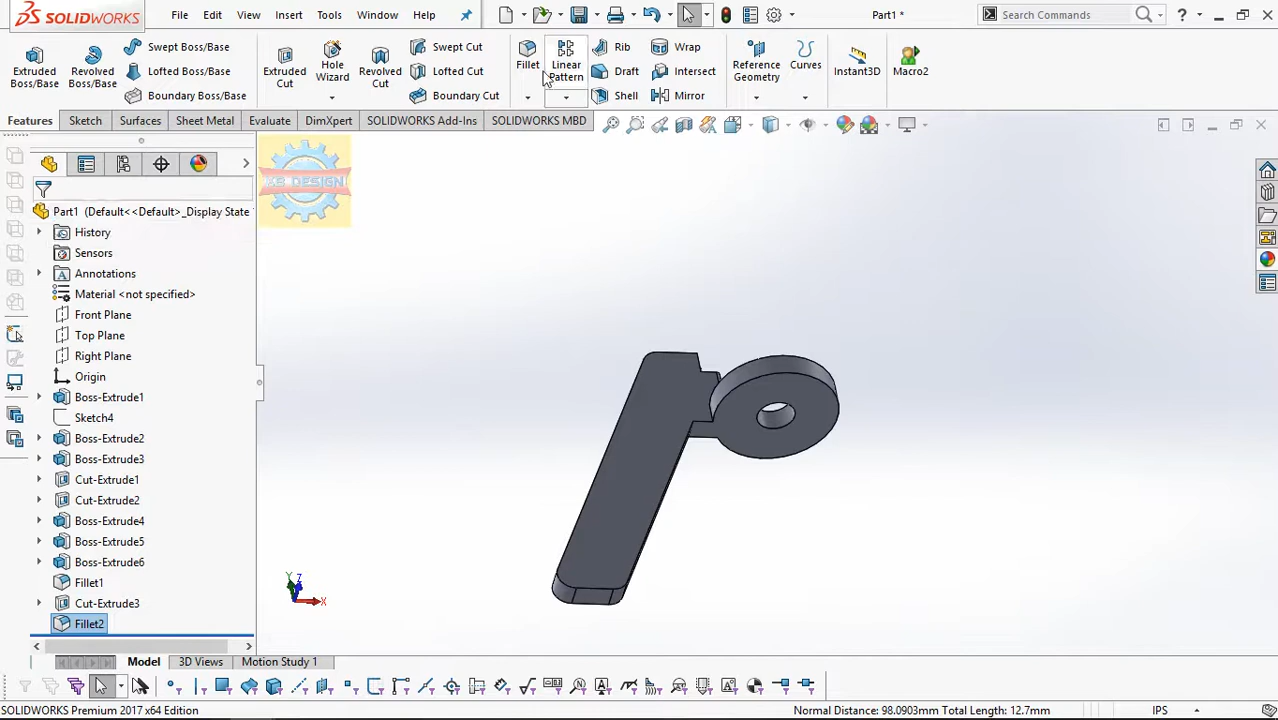 SOLIDWORKS File Edit View Insert Tools Window Help Part1 * Search Commands ?
Extruded Boss/Base Revolved Boss/Base Swept Boss/Base Lofted Boss/Base Boundary Boss/Base Extruded Cut Hole Wizard Revolved Cut Swept Cut Lofted Cut Boundary Cut Fillet Linear Pattern Rib Draft Shell Wrap Intersect Mirror Reference Geometry Curves Instant3D Macro2
Features Sketch Surfaces Sheet Metal Evaluate DimXpert SOLIDWORKS Add-Ins SOLIDWORKS MBD
KB DESIGN
Part1 (Default<<Default>_Display State
History
Sensors
Annotations
Material <not specified>
Front Plane
Top Plane
Right Plane
Origin
Boss-Extrude1
Sketch4
Boss-Extrude2
Boss-Extrude3
Cut-Extrude1
Cut-Extrude2
Boss-Extrude4
Boss-Extrude5
Boss-Extrude6
Fillet1
Cut-Extrude3
Fillet2
Y Z X
Model 3D Views Motion Study 1
SOLIDWORKS Premium 2017 x64 Edition Normal Distance: 98.0903mm Total Length: 12.7mm IPS